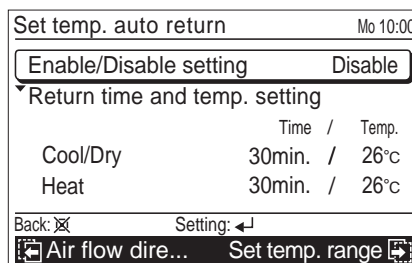 Set temp. auto return Mo 10:00
Enable/Disable setting Disable
Return time and temp. setting
Time / Temp.
Cool/Dry 30min. / 26°C
Heat 30min. / 26°C
Back: Setting:
Air flow dire... Set temp. range